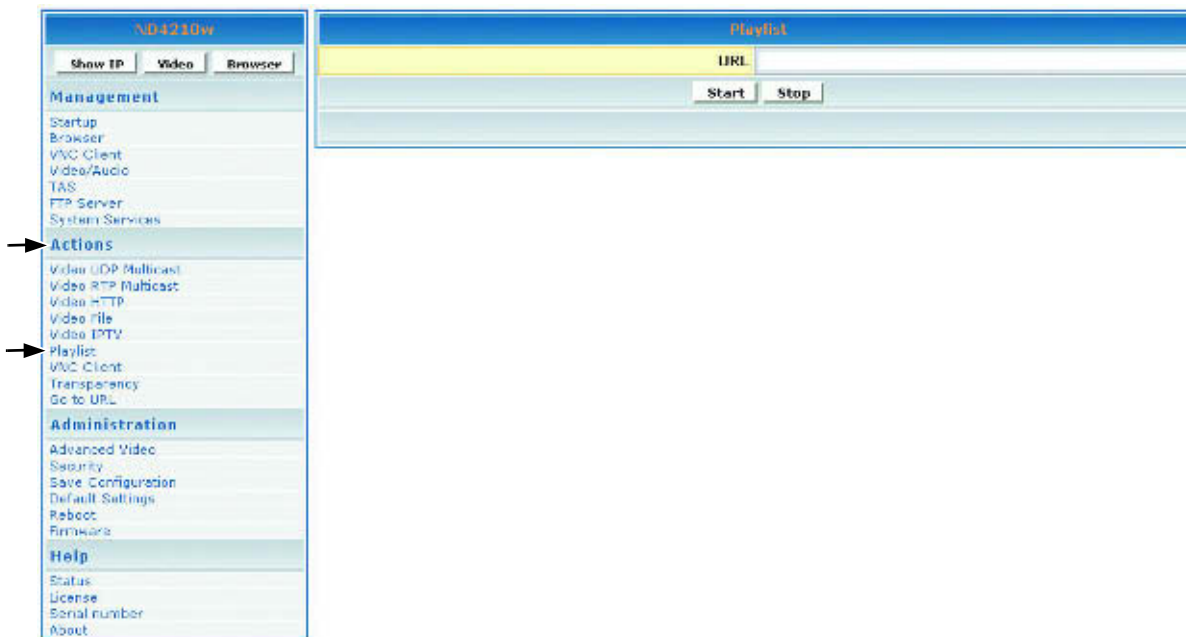 ND4210w
Show IP Video Browser
Management
Startup
Browser
VNC Client
Video/Audio
TAS
FTP Server
System Services
Actions
Video UDP Multicast
Video RTP Multicast
Video HTTP
Video File
Video IPTV
Playlist
VNC Client
Transparency
Go to URL
Administration
Advanced Video
Security
Save Configuration
Default Settings
Reboot
Firmware
Help
Status
License
Serial number
About
Playlist
URL
Start Stop